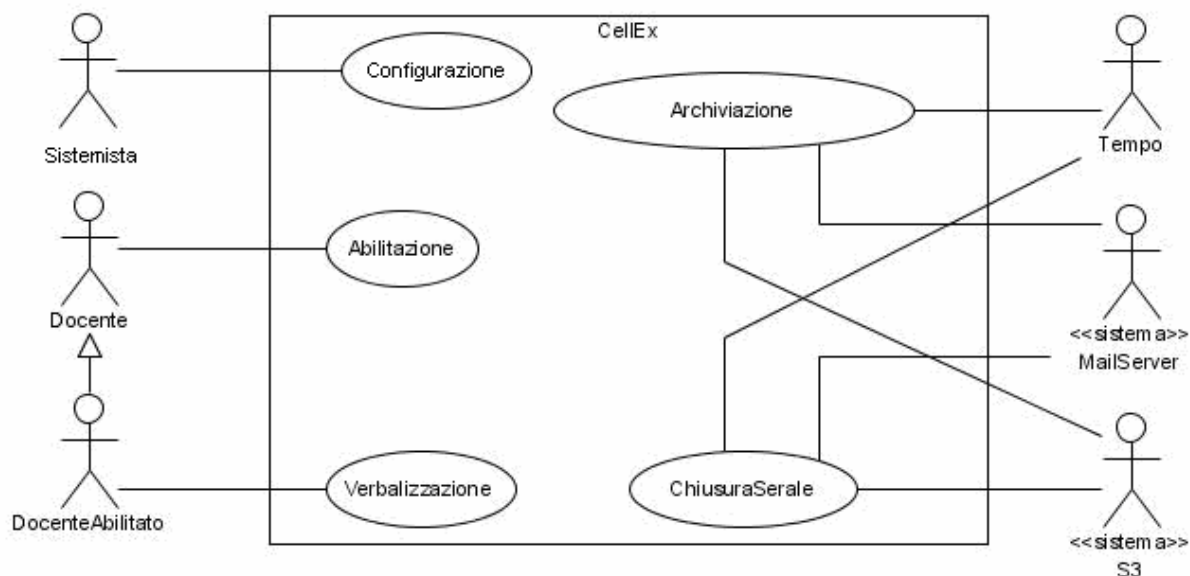 CellEx
Configurazione
Archiviazione
Sistemista
Tempo
Abilitazione
Docente
<<sistema>>
MailServer
Verbalizzazione
ChiusuraSerale
DocenteAbilitato
<<sistema>>
S3